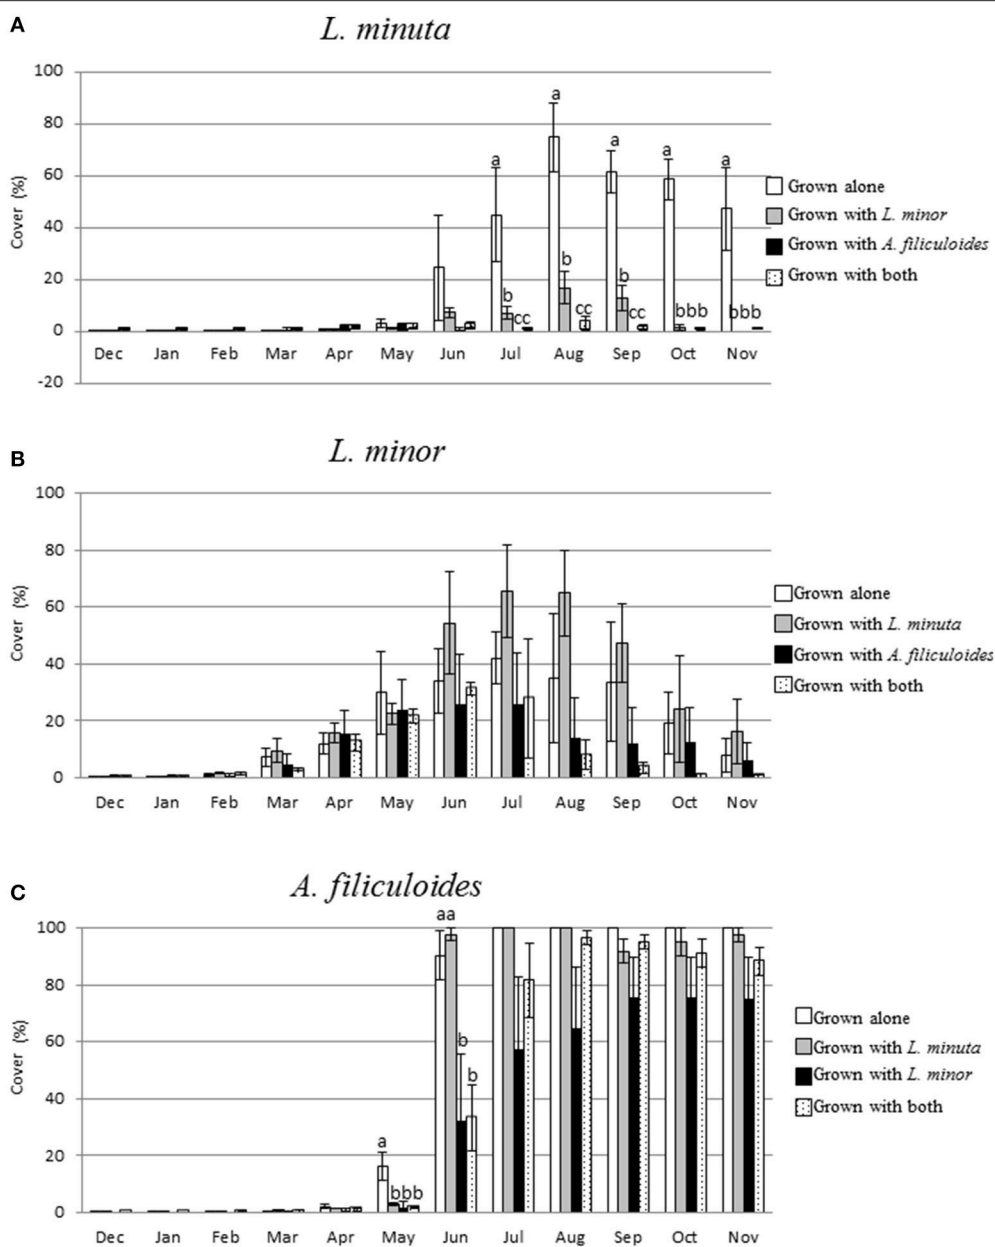 A
L. minuta
100
80
60
40
20
0
-20
Cover (%)
a
a
a
a
a
b
b
b
cc
cc
cc
bbb
bbb
Dec Jan Feb Mar Apr May Jun Jul Aug Sep Oct Nov
Grown alone
Grown with L. minor
Grown with A. filiculoides
Grown with both
B
L. minor
100
80
60
40
20
0
Cover (%)
Dec Jan Feb Mar Apr May Jun Jul Aug Sep Oct Nov
Grown alone
Grown with L. minuta
Grown with A. filiculoides
Grown with both
C
A. filiculoides
100
80
60
40
20
0
Cover (%)
a
bbb
aa
b
b
Dec Jan Feb Mar Apr May Jun Jul Aug Sep Oct Nov
Grown alone
Grown with L. minuta
Grown with L. minor
Grown with both